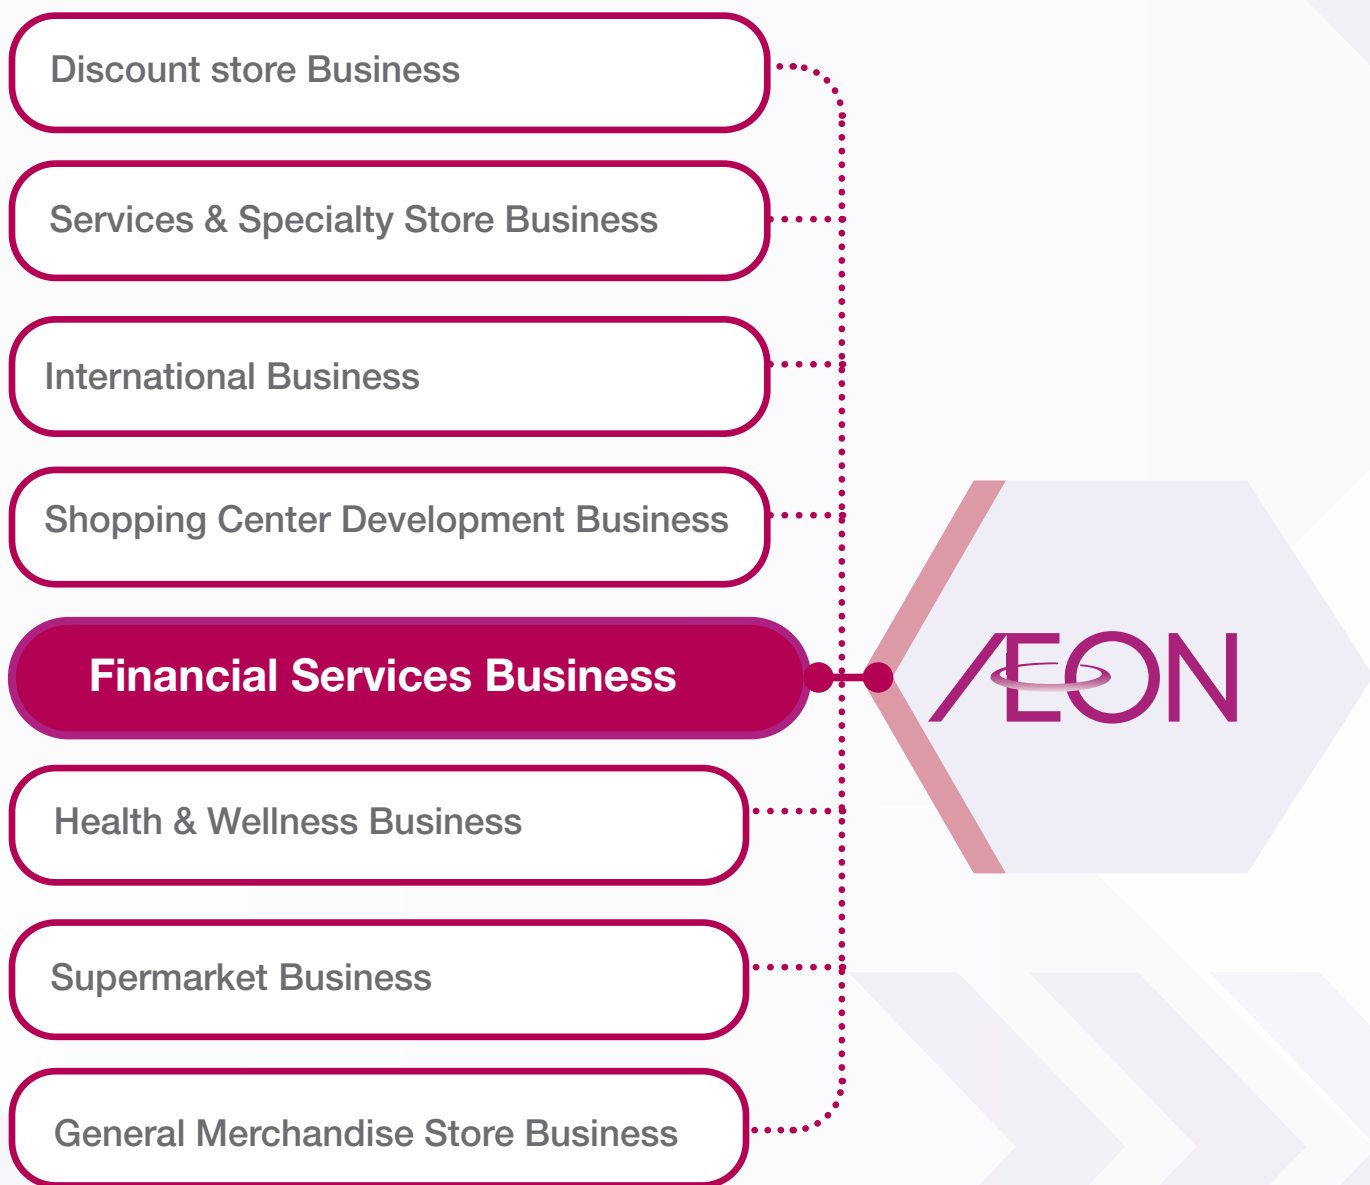 Discount store Business
Services & Specialty Store Business
International Business
Shopping Center Development Business
Financial Services Business
Health & Wellness Business
Supermarket Business
General Merchandise Store Business
ÆON